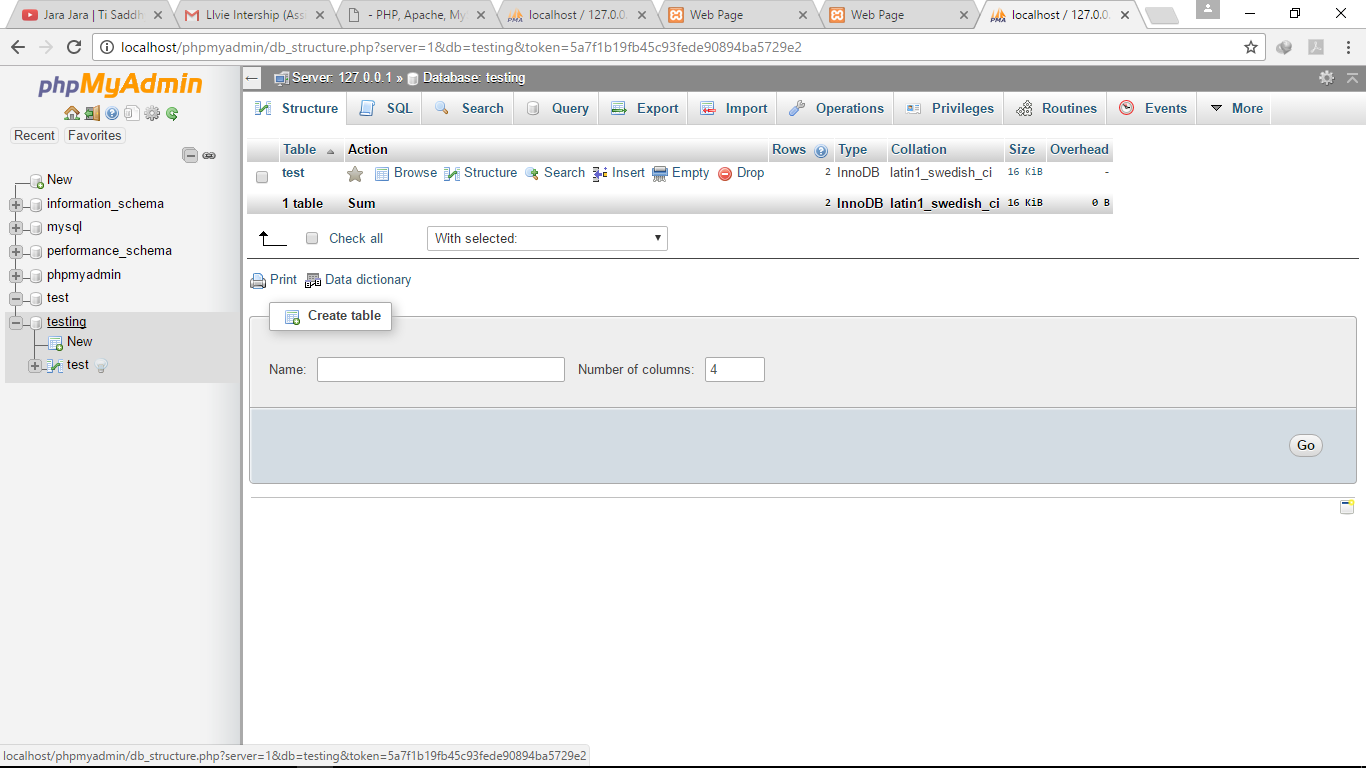 Jara Jara | Ti Saddh
LIvie Intership (Ass
- PHP, Apache, My
localhost / 127.0.0.
Web Page
Web Page
localhost / 127.0.0.
localhost/phpmyadmin/db_structure.php?server=1&db=testing&token=5a7f1b19fb45c93fede90894ba5729e2
phpMyAdmin
Recent Favorites
New
information_schema
mysql
performance_schema
phpmyadmin
test
testing
New
test
Server: 127.0.0.1 » Database: testing
Structure SQL Search Query Export Import Operations Privileges Routines Events More
Table Action Rows Type Collation Size Overhead
test Browse Structure Search Insert Empty Drop 2 InnoDB latin1_swedish_ci 16 KiB -
1 table Sum 2 InnoDB latin1_swedish_ci 16 KiB 0 B
Check all With selected:
Print Data dictionary
Create table
Name: Number of columns: 4
Go
localhost/phpmyadmin/db_structure.php?server=1&db=testing&token=5a7f1b19fb45c93fede90894ba5729e2